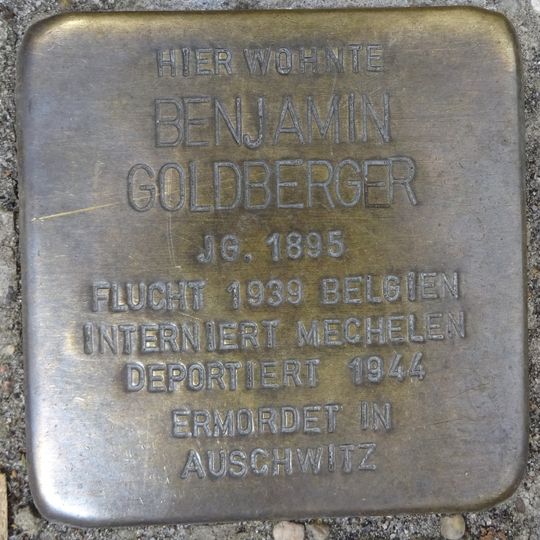 HIER WOHNTE
BENJAMIN
GOLDBERGER
JG. 1895
FLUCHT 1939 BELGIEN
INTERNIERT MECHELEN
DEPORTIERT 1944
ERMORDET IN
AUSCHWITZ